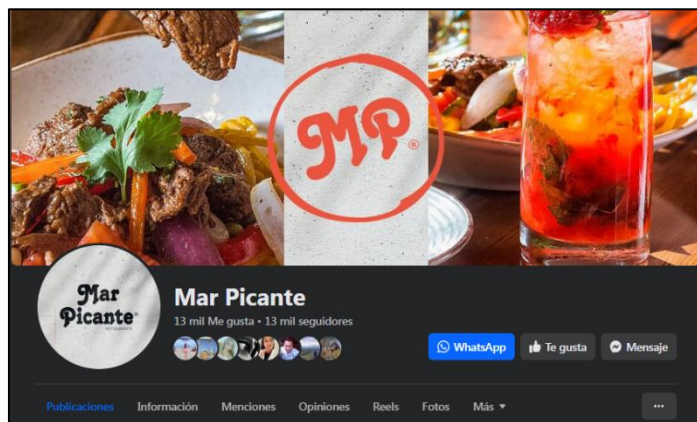 MP®
Mar
Picante®
RESTAURANTE
Mar Picante
13 mil Me gusta • 13 mil seguidores
WhatsApp
Te gusta
Mensaje
Publicaciones
Información
Menciones
Opiniones
Reels
Fotos
Más